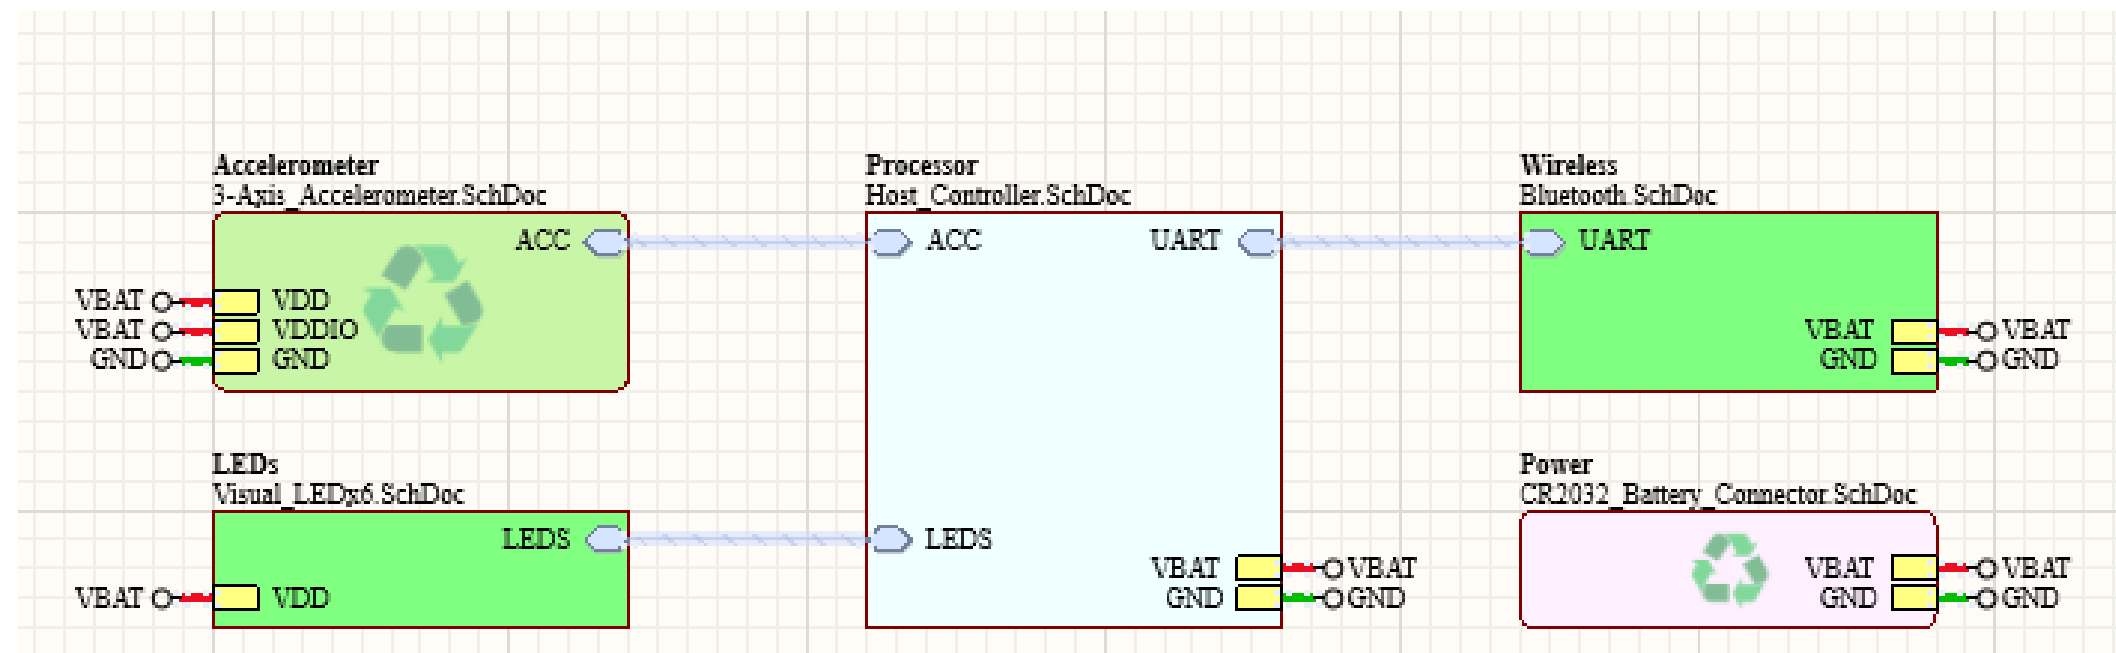 Accelerometer
3-Axis_Accelerometer.SchDoc
ACC
VBAT VDD
VBAT VDDIO
GND GND
LEDs
Visual_LEDx6.SchDoc
LEDS
VBAT VDD
Processor
Host_Controller.SchDoc
ACC UART
LEDS
VBAT VBAT
GND GND
Wireless
Bluetooth.SchDoc
UART
VBAT VBAT
GND GND
Power
CR2032_Battery_Connector.SchDoc
VBAT VBAT
GND GND